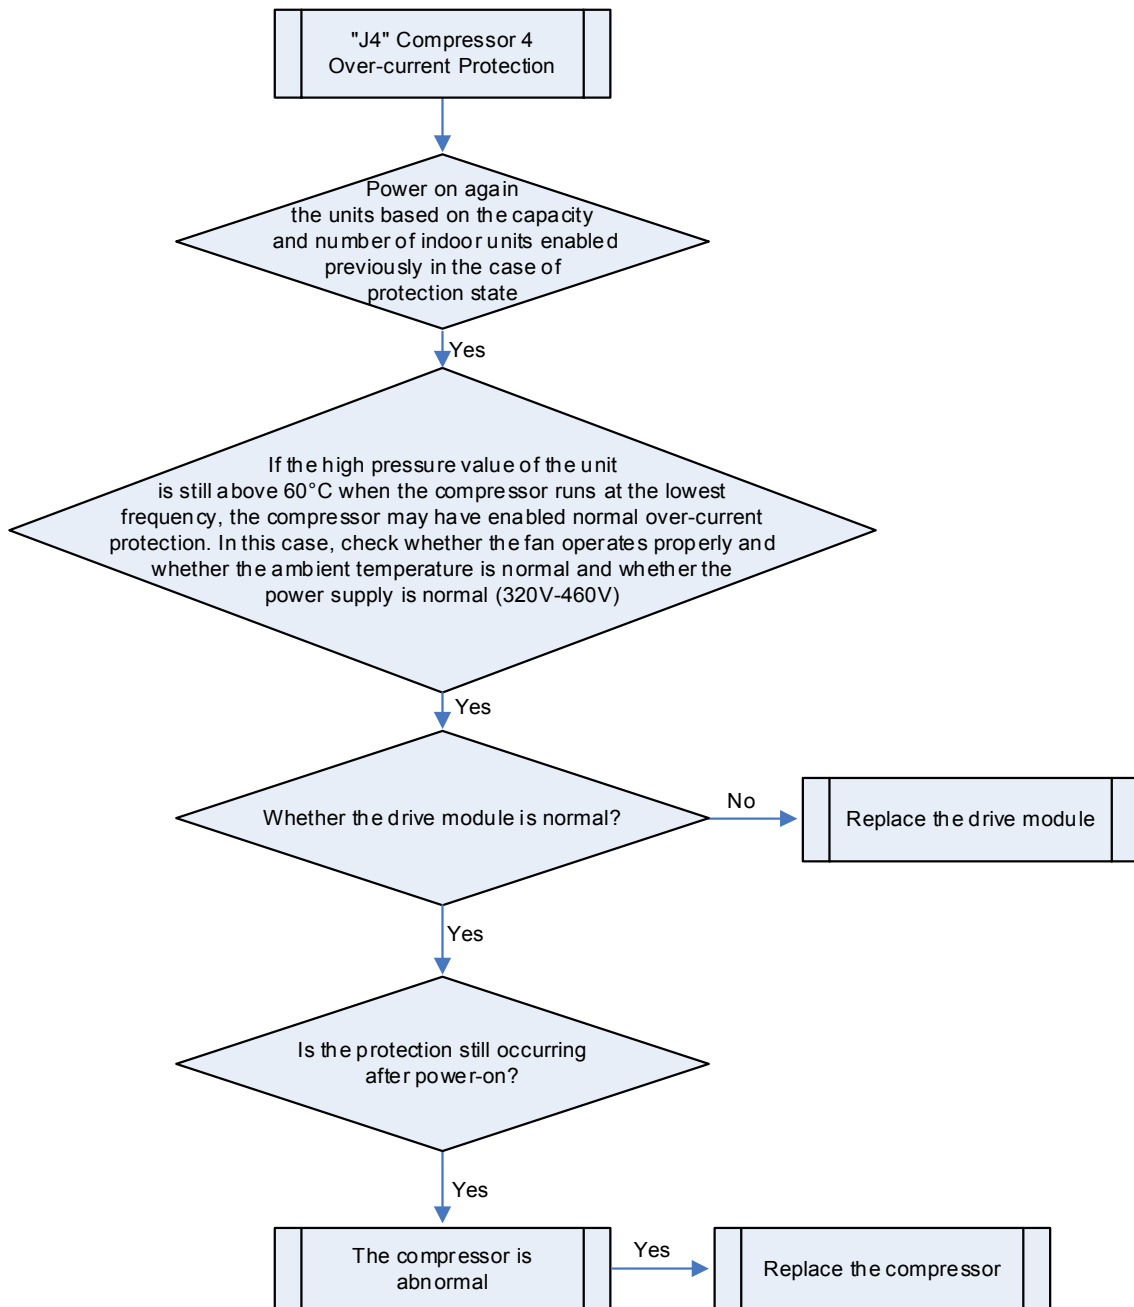 "J4" Compressor 4
Over-current Protection
Power on again
the units based on the capacity
and number of indoor units enabled
previously in the case of
protection state
Yes
If the high pressure value of the unit
is still above 60°C when the compressor runs at the lowest
frequency, the compressor may have enabled normal over-current
protection. In this case, check whether the fan operates properly and
whether the ambient temperature is normal and whether the
power supply is normal (320V-460V)
Yes
Whether the drive module is normal?
No
Replace the drive module
Yes
Is the protection still occurring
after power-on?
Yes
The compressor is
abnormal
Yes
Replace the compressor